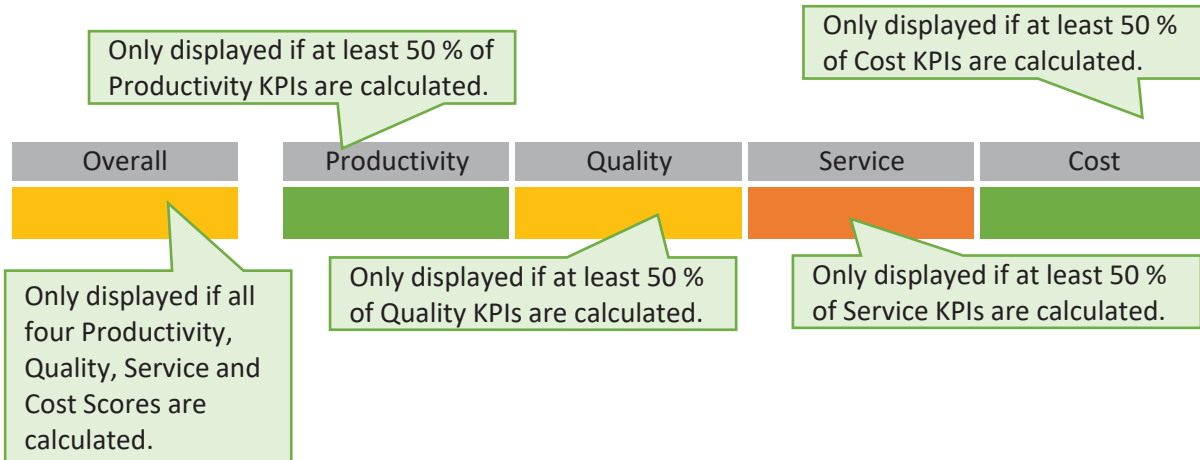 Only displayed if at least 50 % of
Productivity KPIs are calculated.
Only displayed if at least 50 %
of Cost KPIs are calculated.
Overall
Productivity
Quality
Service
Cost
Only displayed if all
four Productivity,
Quality, Service and
Cost Scores are
calculated.
Only displayed if at least 50 %
of Quality KPIs are calculated.
Only displayed if at least 50 %
of Service KPIs are calculated.